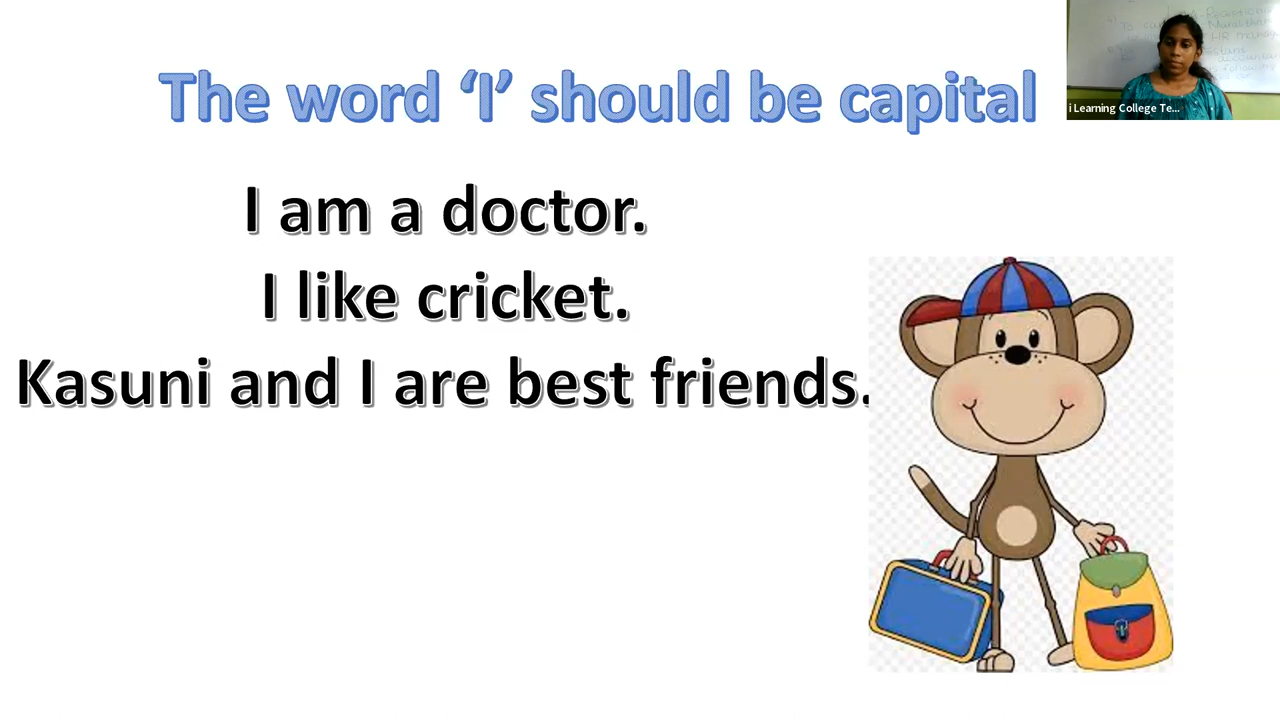 The word ‘I’ should be capital
I am a doctor.
I like cricket.
Kasuni and I are best friends.
i Learning College Te...